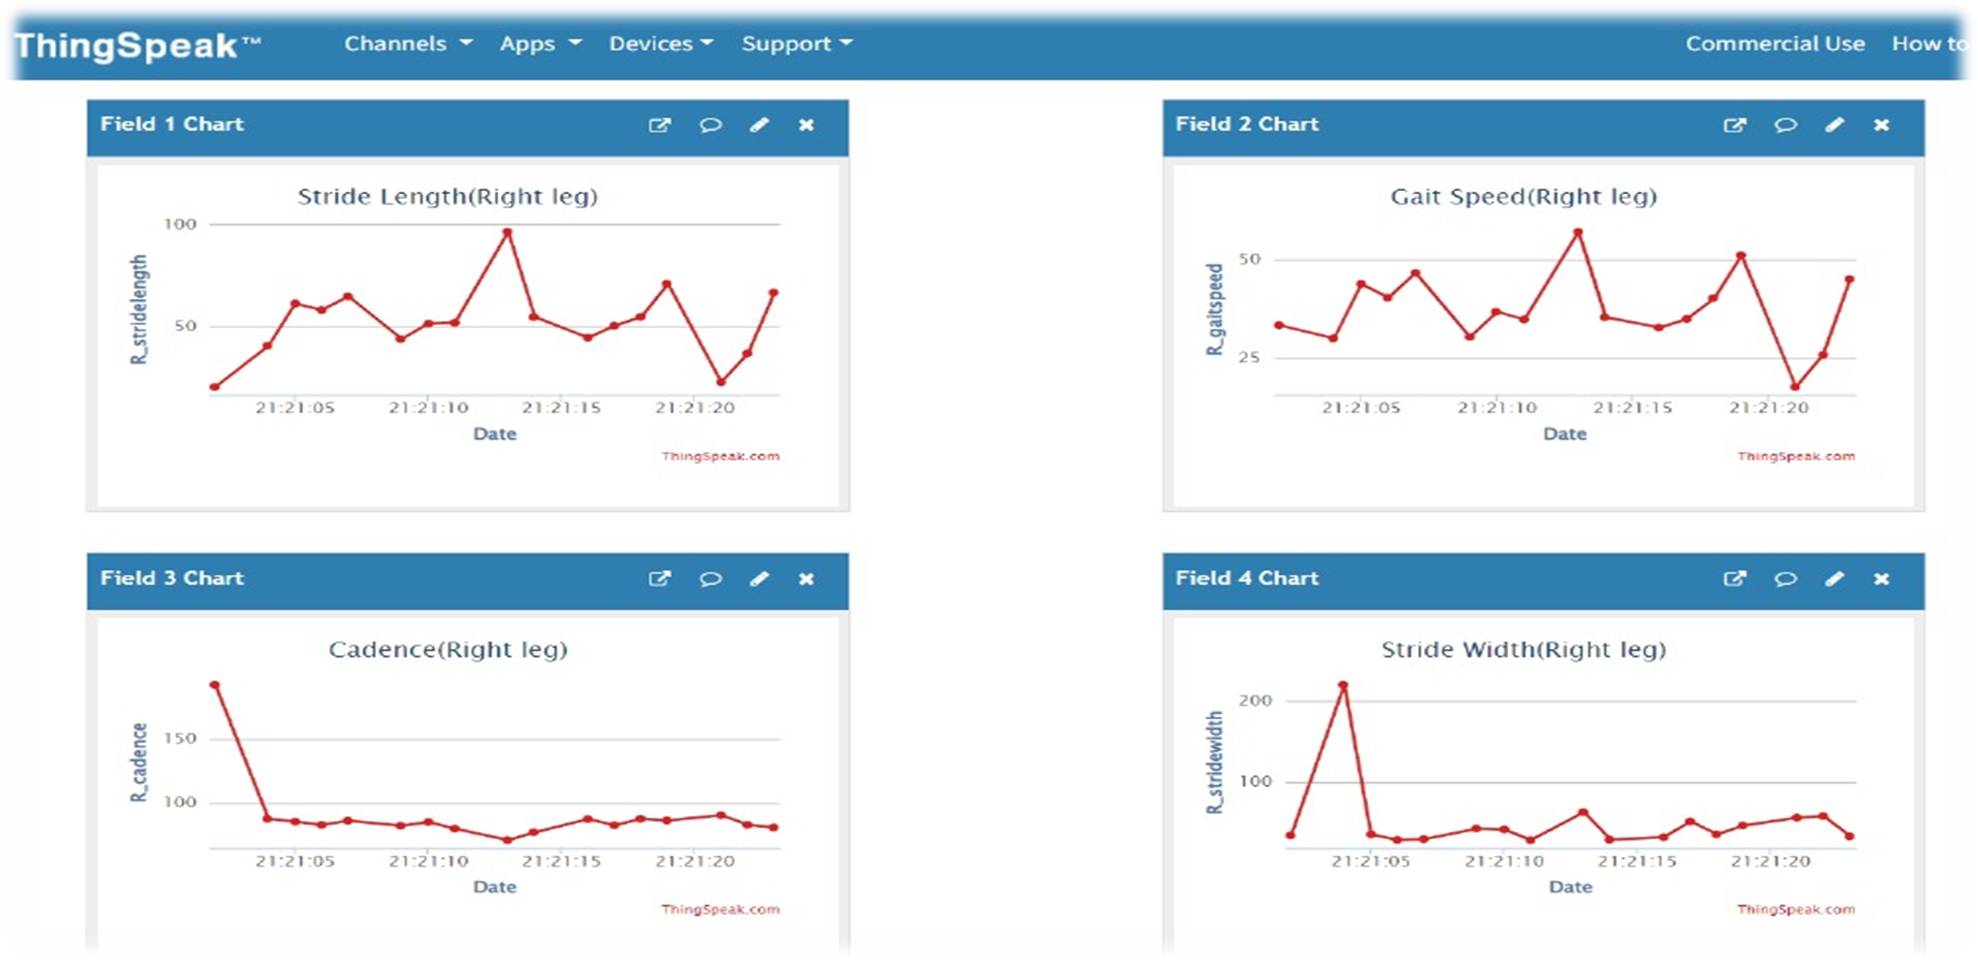 ThingSpeak™ Channels Apps Devices Support Commercial Use How to
Field 1 Chart
Stride Length(Right leg)
R_stridelength
100
50
21:21:05 21:21:10 21:21:15 21:21:20
Date
ThingSpeak.com
Field 2 Chart
Gait Speed(Right leg)
R_gaitspeed
50
25
21:21:05 21:21:10 21:21:15 21:21:20
Date
ThingSpeak.com
Field 3 Chart
Cadence(Right leg)
R_cadence
150
100
21:21:05 21:21:10 21:21:15 21:21:20
Date
ThingSpeak.com
Field 4 Chart
Stride Width(Right leg)
R_stridewidth
200
100
21:21:05 21:21:10 21:21:15 21:21:20
Date
ThingSpeak.com